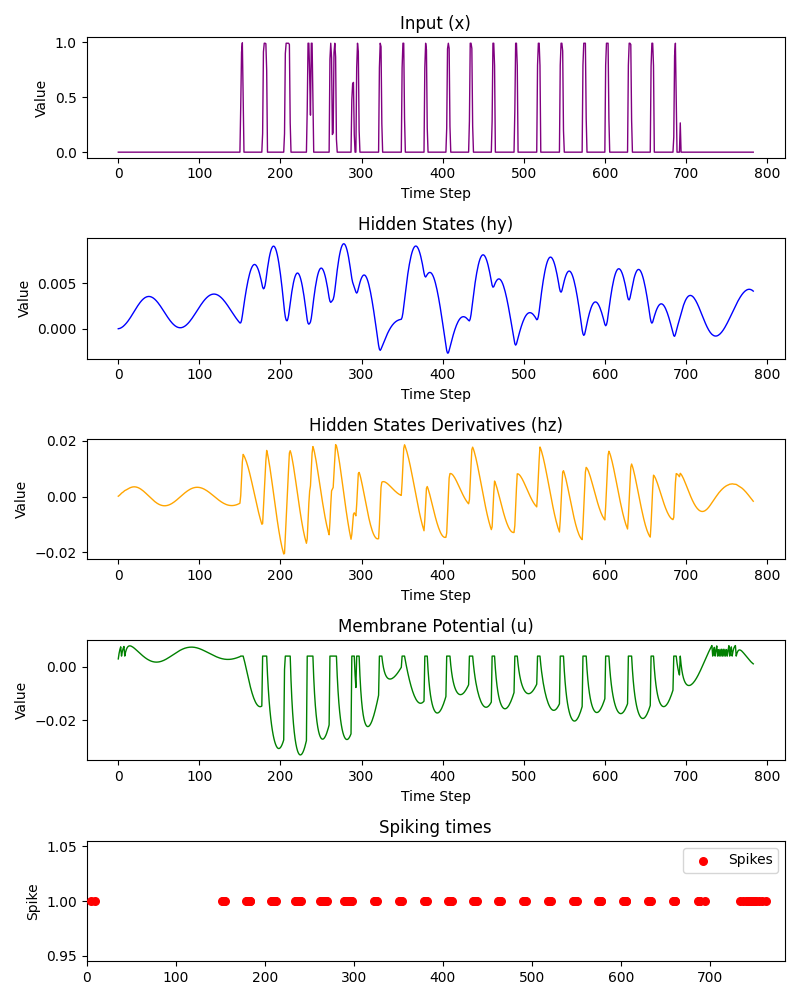 Input (x)
1.0
0.5
0.0
Value
0 100 200 300 400 500 600 700 800
Time Step
Hidden States (hy)
0.005
0.000
Value
0 100 200 300 400 500 600 700 800
Time Step
Hidden States Derivatives (hz)
0.02
0.00
−0.02
Value
0 100 200 300 400 500 600 700 800
Time Step
Membrane Potential (u)
0.00
−0.02
Value
0 100 200 300 400 500 600 700 800
Time Step
Spiking times
1.05
1.00
0.95
Spike
Spikes
0 100 200 300 400 500 600 700